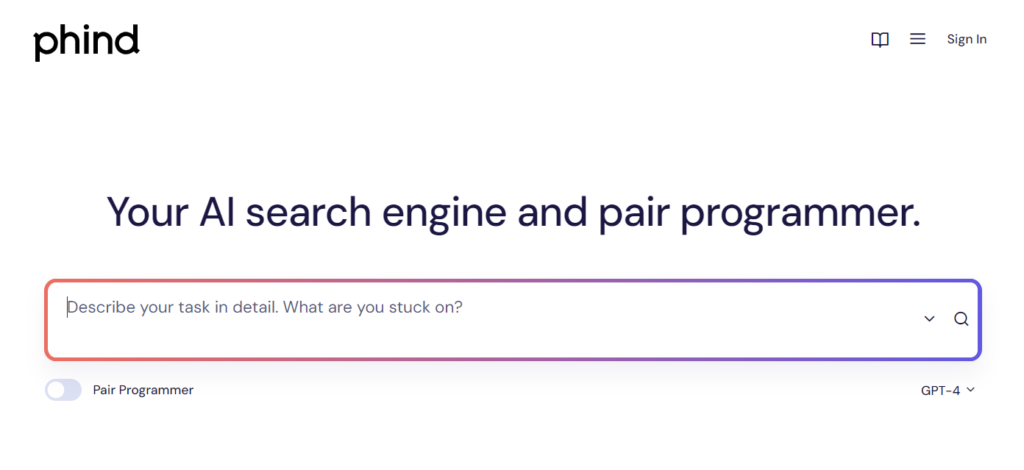 phind
Sign In
Your AI search engine and pair programmer.
Describe your task in detail. What are you stuck on?
Pair Programmer
GPT-4